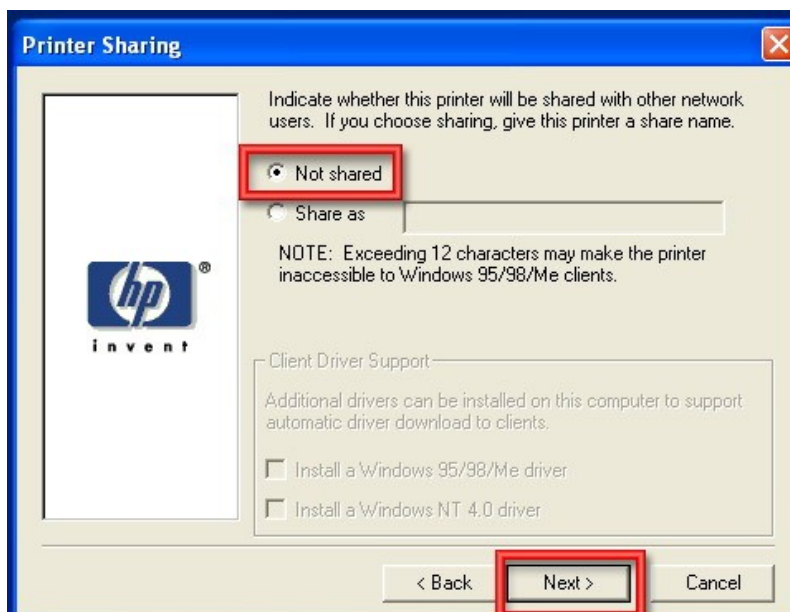 Printer Sharing
Indicate whether this printer will be shared with other network
users. If you choose sharing, give this printer a share name.
Not shared
Share as
NOTE: Exceeding 12 characters may make the printer
inaccessible to Windows 95/98/Me clients.
hp ®
invent
Client Driver Support
Additional drivers can be installed on this computer to support
automatic driver download to clients.
Install a Windows 95/98/Me driver
Install a Windows NT 4.0 driver
< Back Next > Cancel